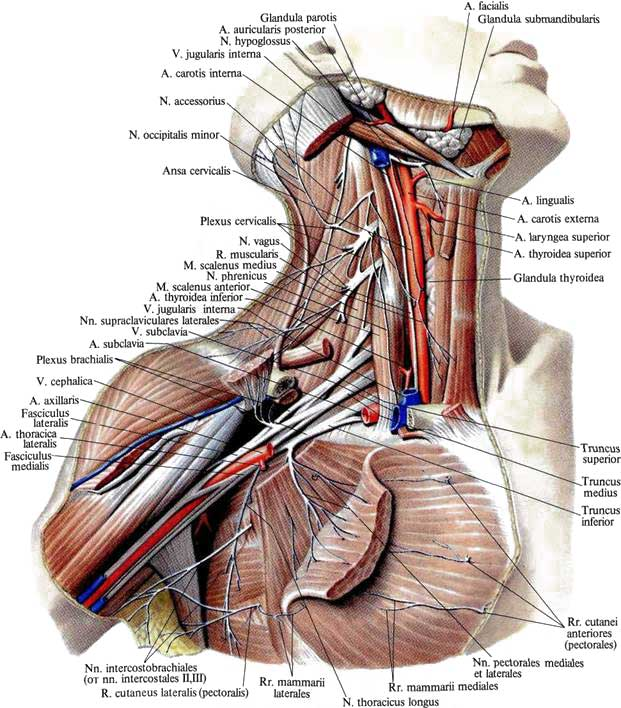 Glandula parotis
A. auricularis posterior
N. hypoglossus
V. jugularis interna
A. carotis interna
N. accessorius
N. occipitalis minor
Ansa cervicalis
Plexus cervicalis
N. vagus
R. muscularis
M. scalenus medius
N. phrenicus
M. scalenus anterior
A. thyroidea inferior
V. jugularis interna
Nn. supraclaviculares laterales
V. subclavia
A. subclavia
Plexus brachialis
V. cephalica
A. axillaris
Fasciculus
lateralis
A. thoracica
lateralis
Fasciculus
medialis
A. facialis
Glandula submandibularis
A. lingualis
A. carotis externa
A. laryngea superior
A. thyroidea superior
Glandula thyroidea
Truncus
superior
Truncus
medius
Truncus
inferior
Rr. cutanei
anteriores
(pectorales)
Nn. intercostobrachiales
(от nn. intercostales II,III)
R. cutaneus lateralis (pectoralis)
Rr. mammarii
laterales
N. thoracicus longus
Rr. mammarii mediales
Nn. pectorales mediales
et laterales